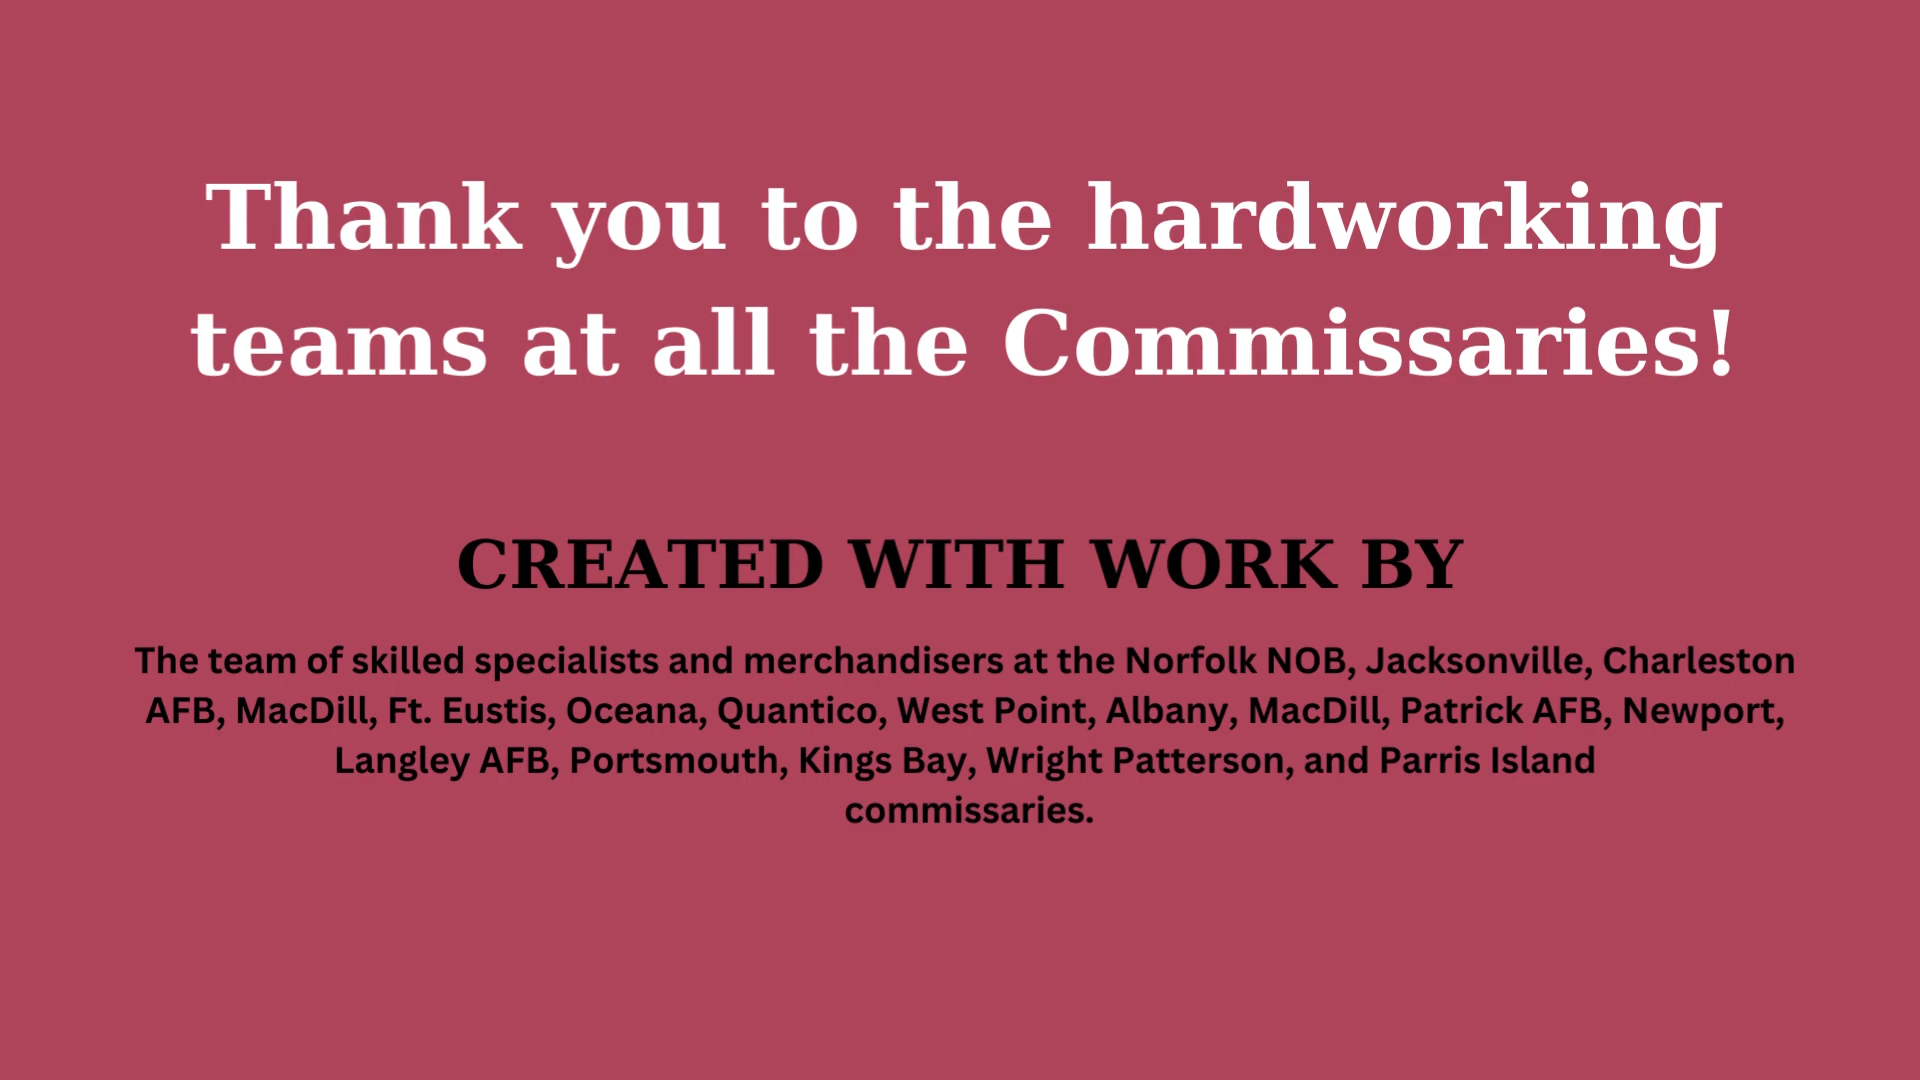 Thank you to the hardworking
teams at all the Commissaries!
CREATED WITH WORK BY
The team of skilled specialists and merchandisers at the Norfolk NOB, Jacksonville, Charleston
AFB, MacDill, Ft. Eustis, Oceana, Quantico, West Point, Albany, MacDill, Patrick AFB, Newport,
Langley AFB, Portsmouth, Kings Bay, Wright Patterson, and Parris Island
commissaries.